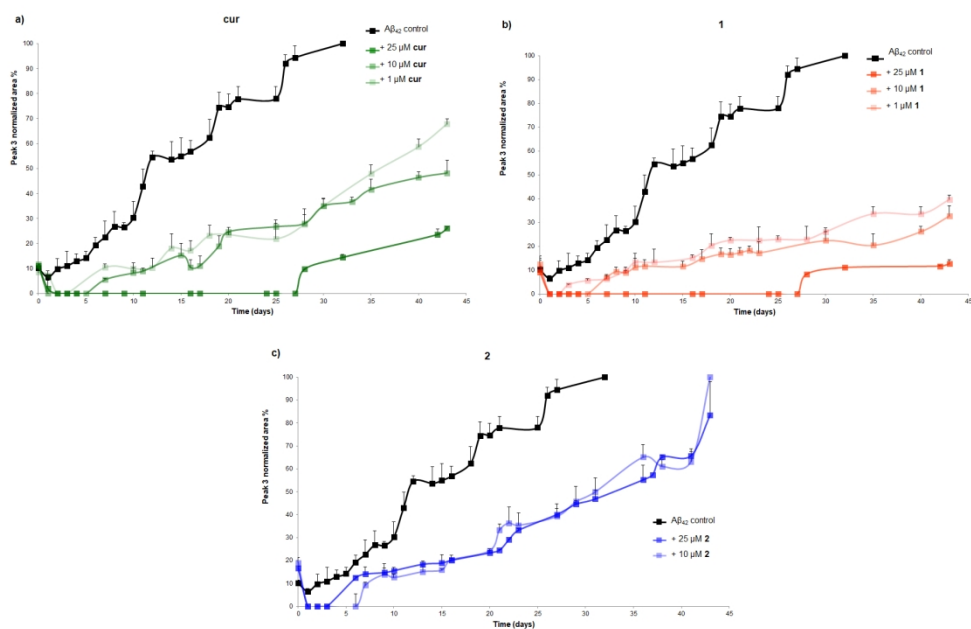 a)
cur
Peak 3 normalized area %
100
90
80
70
60
50
40
30
20
10
0
0 5 10 15 20 25 30 35 40 45
Time (days)
Aβ42 control
+ 25 μM cur
+ 10 μM cur
+ 1 μM cur
b)
1
Peak 3 normalized area %
100
90
80
70
60
50
40
30
20
10
0
0 5 10 15 20 25 30 35 40 45
Time (days)
Aβ42 control
+ 25 μM 1
+ 10 μM 1
+ 1 μM 1
c)
2
Peak 3 normalized area %
100
90
80
70
60
50
40
30
20
10
0
0 5 10 15 20 25 30 35 40 45
Time (days)
Aβ42 control
+ 25 μM 2
+ 10 μM 2